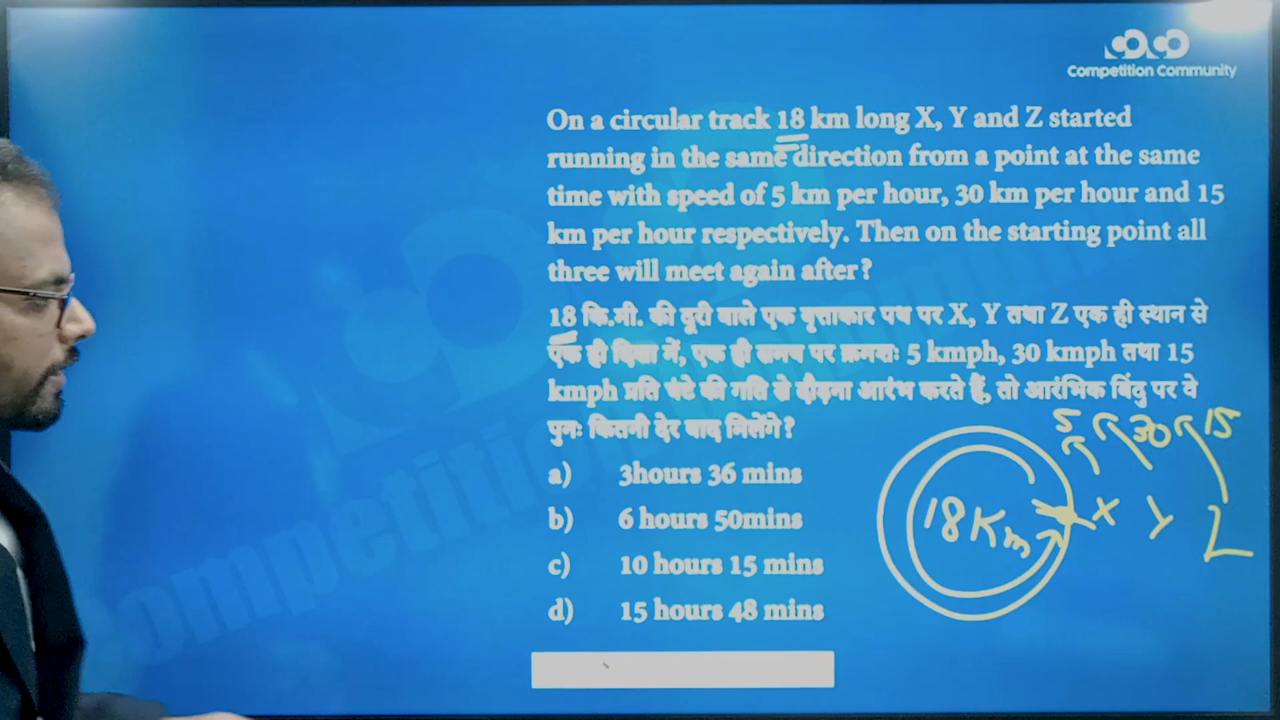 Competition Community
On a circular track 18 km long X, Y and Z started
running in the same direction from a point at the same
time with speed of 5 km per hour, 30 km per hour and 15
km per hour respectively. Then on the starting point all
three will meet again after?
18 कि.मी. की दूरी वाले एक वृत्ताकार पथ पर X, Y तथा Z एक ही स्थान से
एक ही दिशा में, एक ही समय पर क्रमशः 5 kmph, 30 kmph तथा 15
kmph प्रति घंटे की गति से दौड़ना आरंभ करते हैं, तो आरंभिक बिंदु पर वे
पुनः कितनी देर बाद मिलेंगे?
5 30 15
a) 3hours 36 mins
b) 6 hours 50mins
18 Km X Y Z
c) 10 hours 15 mins
d) 15 hours 48 mins